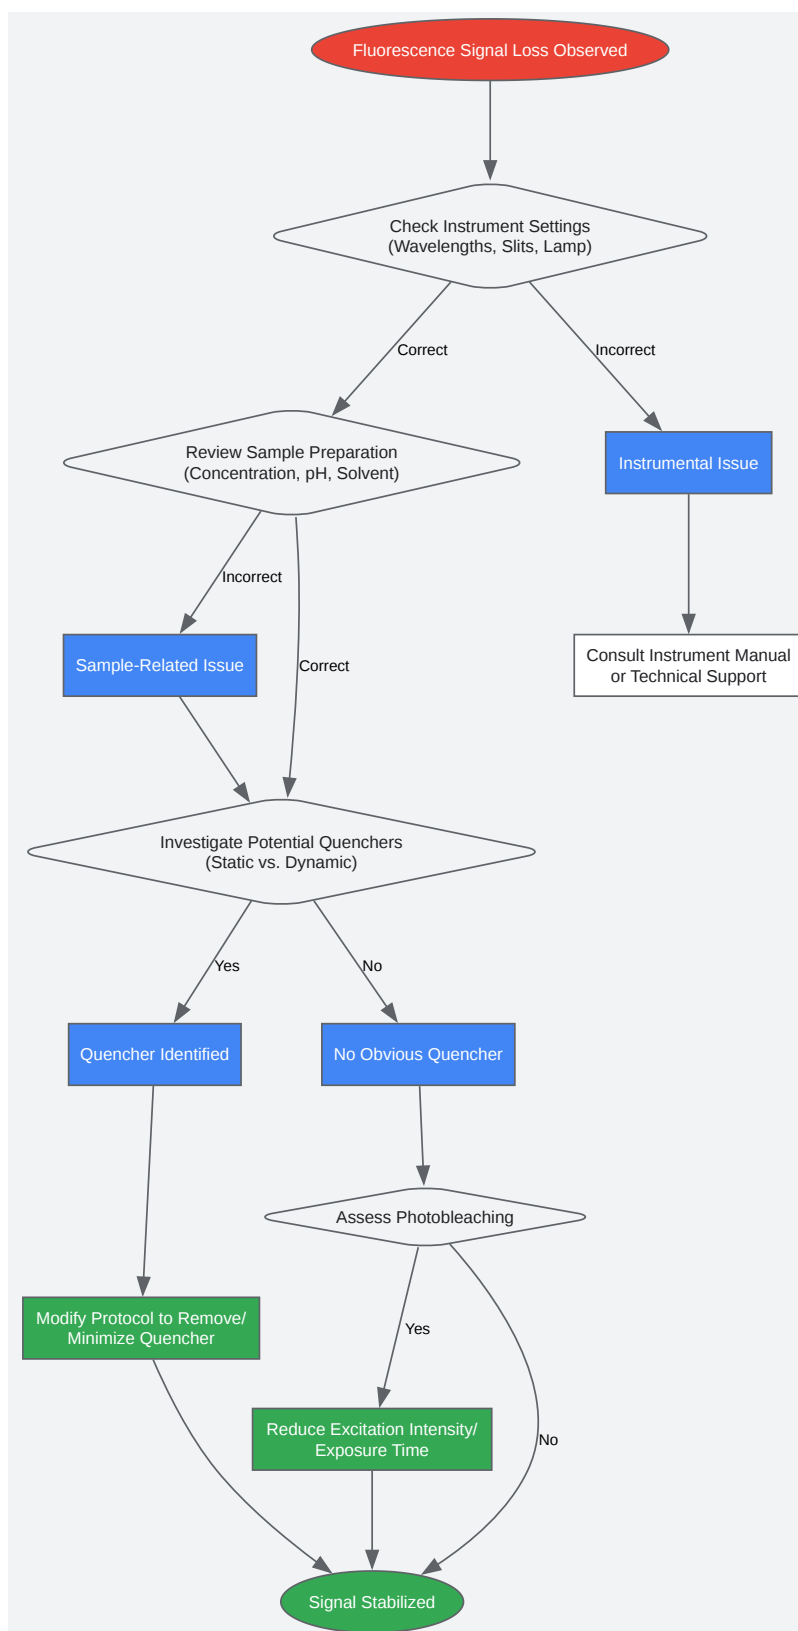 Fluorescence Signal Loss Observed
Check Instrument Settings
(Wavelengths, Slits, Lamp)
Correct
Incorrect
Review Sample Preparation
(Concentration, pH, Solvent)
Instrumental Issue
Incorrect
Correct
Sample-Related Issue
Consult Instrument Manual
or Technical Support
Investigate Potential Quenchers
(Static vs. Dynamic)
Yes
No
Quencher Identified
No Obvious Quencher
Assess Photobleaching
Modify Protocol to Remove/
Minimize Quencher
Yes
Reduce Excitation Intensity/
Exposure Time
No
Signal Stabilized